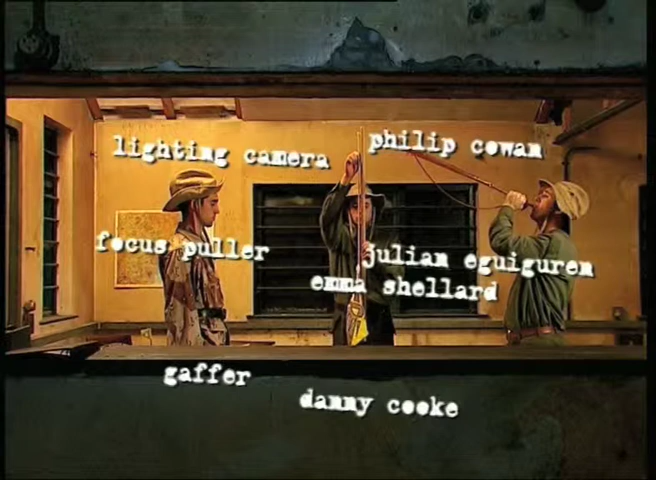 lighting camera
philip cowan
focus puller
julian eguiguren
emma shellard
gaffer
danny cooke